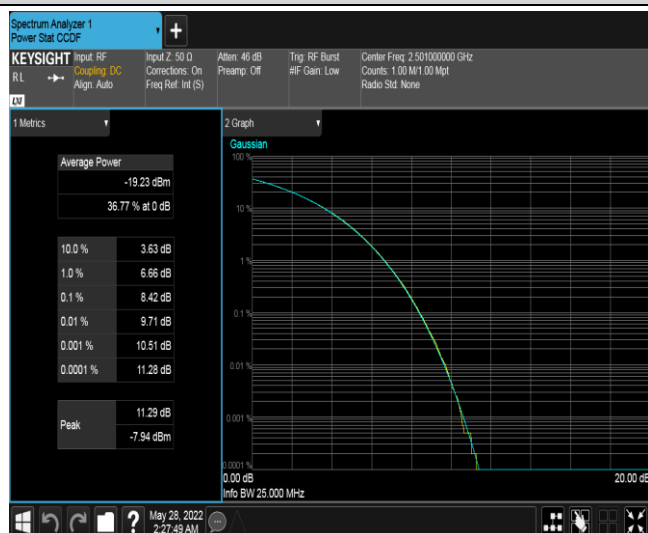 Spectrum Analyzer 1
Power Stat CCDF
+
KEYSIGHT
RL
LXI
Input: RF
Coupling: DC
Align: Auto
Input Z: 50 Ω
Corrections: On
Freq Ref: Int (S)
Atten: 46 dB
Preamp: Off
Trig: RF Burst
#IF Gain: Low
Center Freq: 2.501000000 GHz
Counts: 1.00 M/1.00 Mpt
Radio Std: None
1 Metrics
Average Power
-19.23 dBm
36.77 % at 0 dB
10.0 % 3.63 dB
1.0 % 6.66 dB
0.1 % 8.42 dB
0.01 % 9.71 dB
0.001 % 10.51 dB
0.0001 % 11.28 dB
Peak
11.29 dB
-7.94 dBm
2 Graph
Gaussian
100 %
10 %
1 %
0.1 %
0.01 %
0.001 %
0.0001 %
0.00 dB 20.00 dB
Info BW 25.000 MHz
?
May 28, 2022
2:27:49 AM